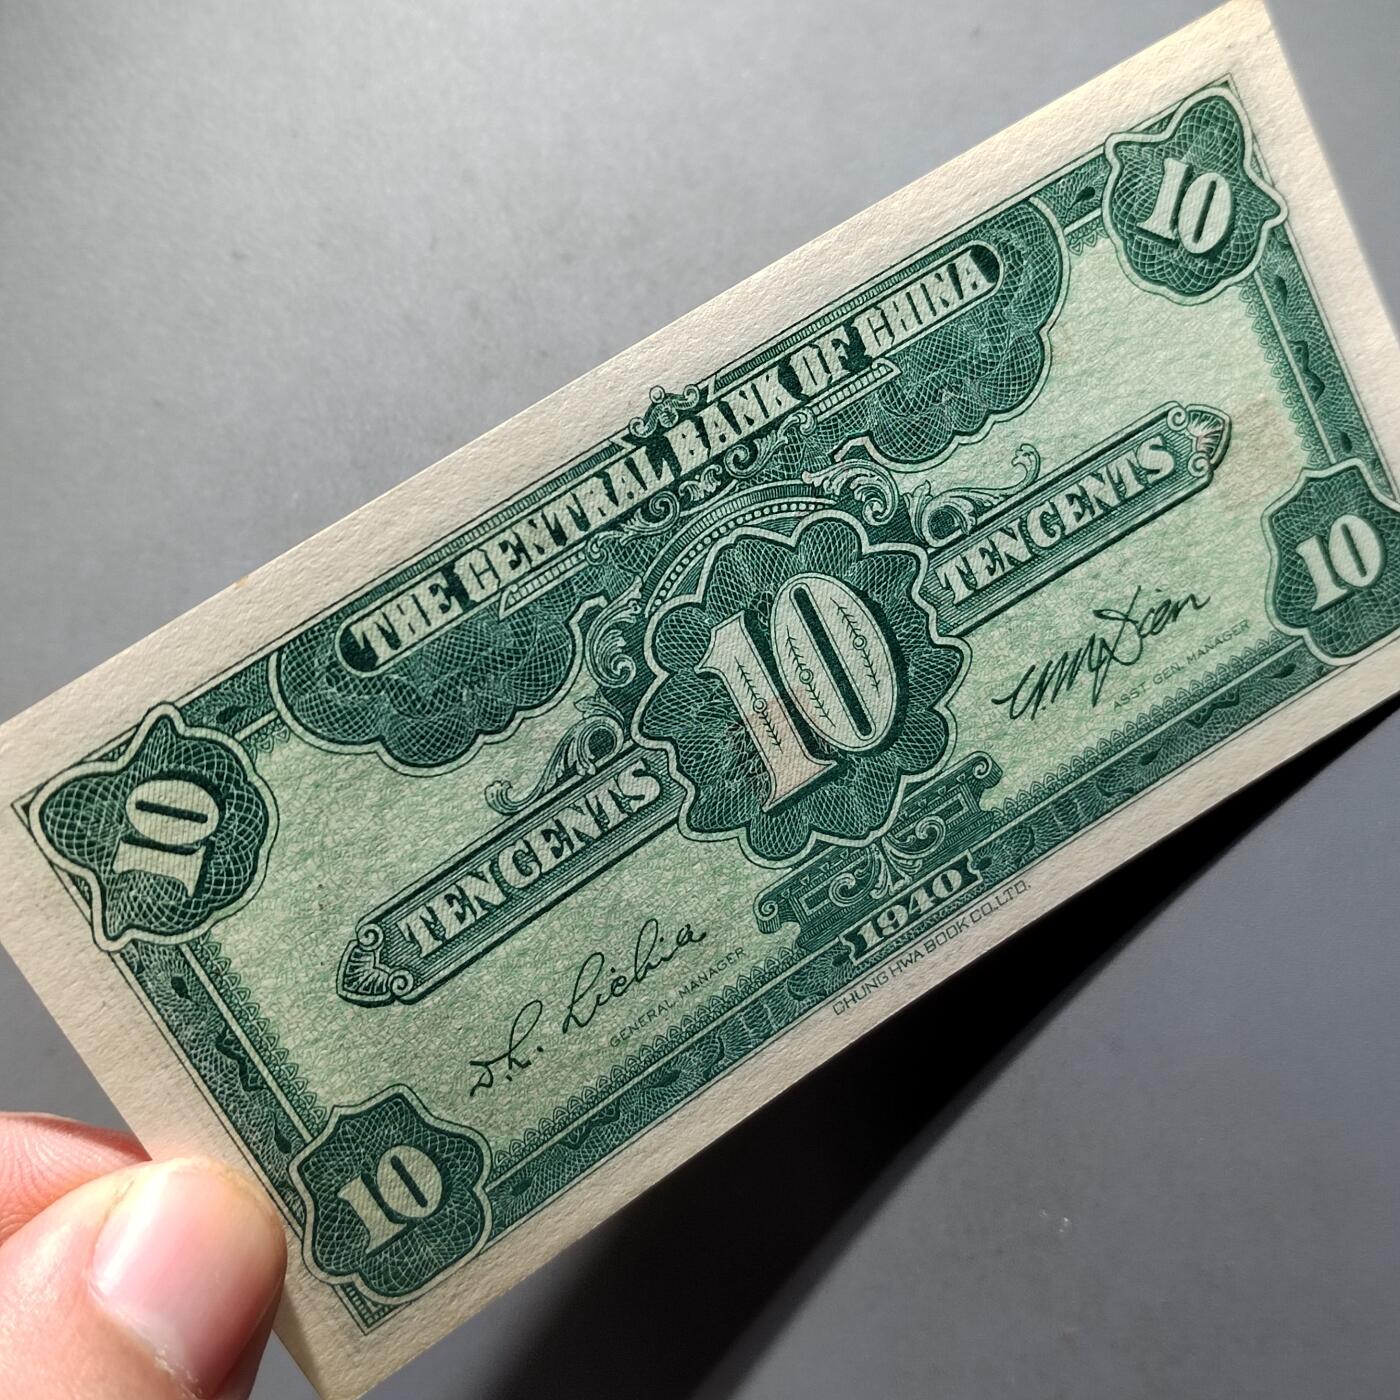 10
THE CENTRAL BANK OF CHINA
10
TEN CENTS
10
TEN CENTS
10
GENERAL MANAGER
ASST. GEN. MANAGER
10
1940
CHUNG HWA BOOK CO. LTD.